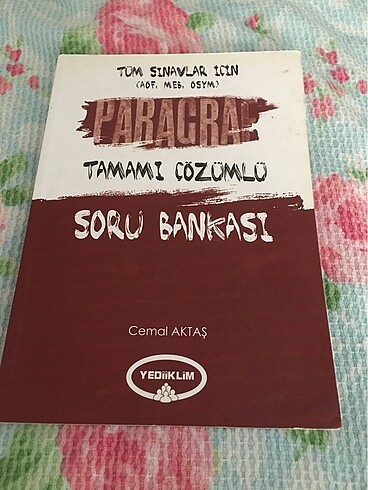 TÜM SINAVLAR İÇİN
(AÖF, MEB, ÖSYM)
PARAGRAF
TAMAMI ÇÖZÜMLÜ
SORU BANKASI
Cemal AKTAŞ
YEDİİKLİM